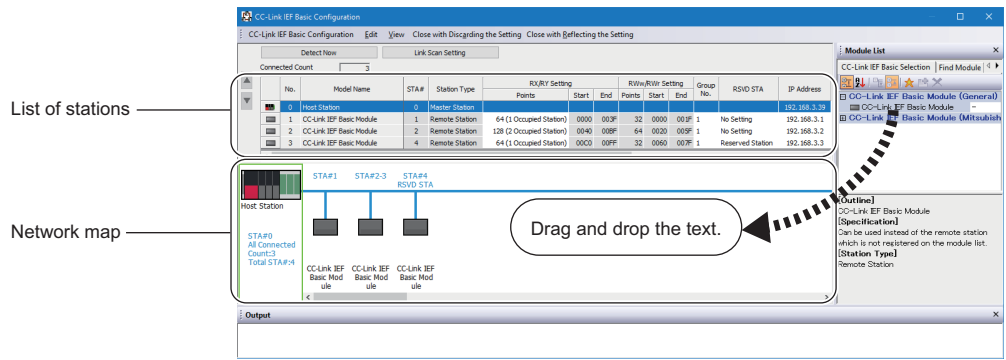 CC-Link IEF Basic Configuration
CC-Link IEF Basic Configuration Edit View Close with Discarding the Setting Close with Reflecting the Setting
Detect Now Link Scan Setting
Connected Count 3
No. Model Name STA# Station Type RX/RY Setting RWw/RWr Setting Group No. RSVD STA IP Address
Points Start End Points Start End
0 Host Station 0 Master Station 192.168.3.39
1 CC-Link IEF Basic Module 1 Remote Station 64 (1 Occupied Station) 0000 003F 32 0000 001F 1 No Setting 192.168.3.1
2 CC-Link IEF Basic Module 2 Remote Station 128 (2 Occupied Station) 0040 00BF 64 0020 005F 1 No Setting 192.168.3.2
3 CC-Link IEF Basic Module 4 Remote Station 64 (1 Occupied Station) 00C0 00FF 32 0060 007F 1 Reserved Station 192.168.3.3
List of stations
Network map
STA#1 STA#2-3 STA#4
RSVD STA
Host Station
STA#0
All Connected
Count:3
Total STA#:4
CC-Link IEF
Basic Mod
ule
CC-Link IEF
Basic Mod
ule
CC-Link IEF
Basic Mod
ule
Drag and drop the text.
Module List
CC-Link IEF Basic Selection Find Module
CC-Link IEF Basic Module (General)
CC-Link IEF Basic Module -
CC-Link IEF Basic Module (Mitsubish
[Outline]
CC-Link IEF Basic Module
[Specification]
Can be used instead of the remote station
which is not registered on the module list.
[Station Type]
Remote Station
Output